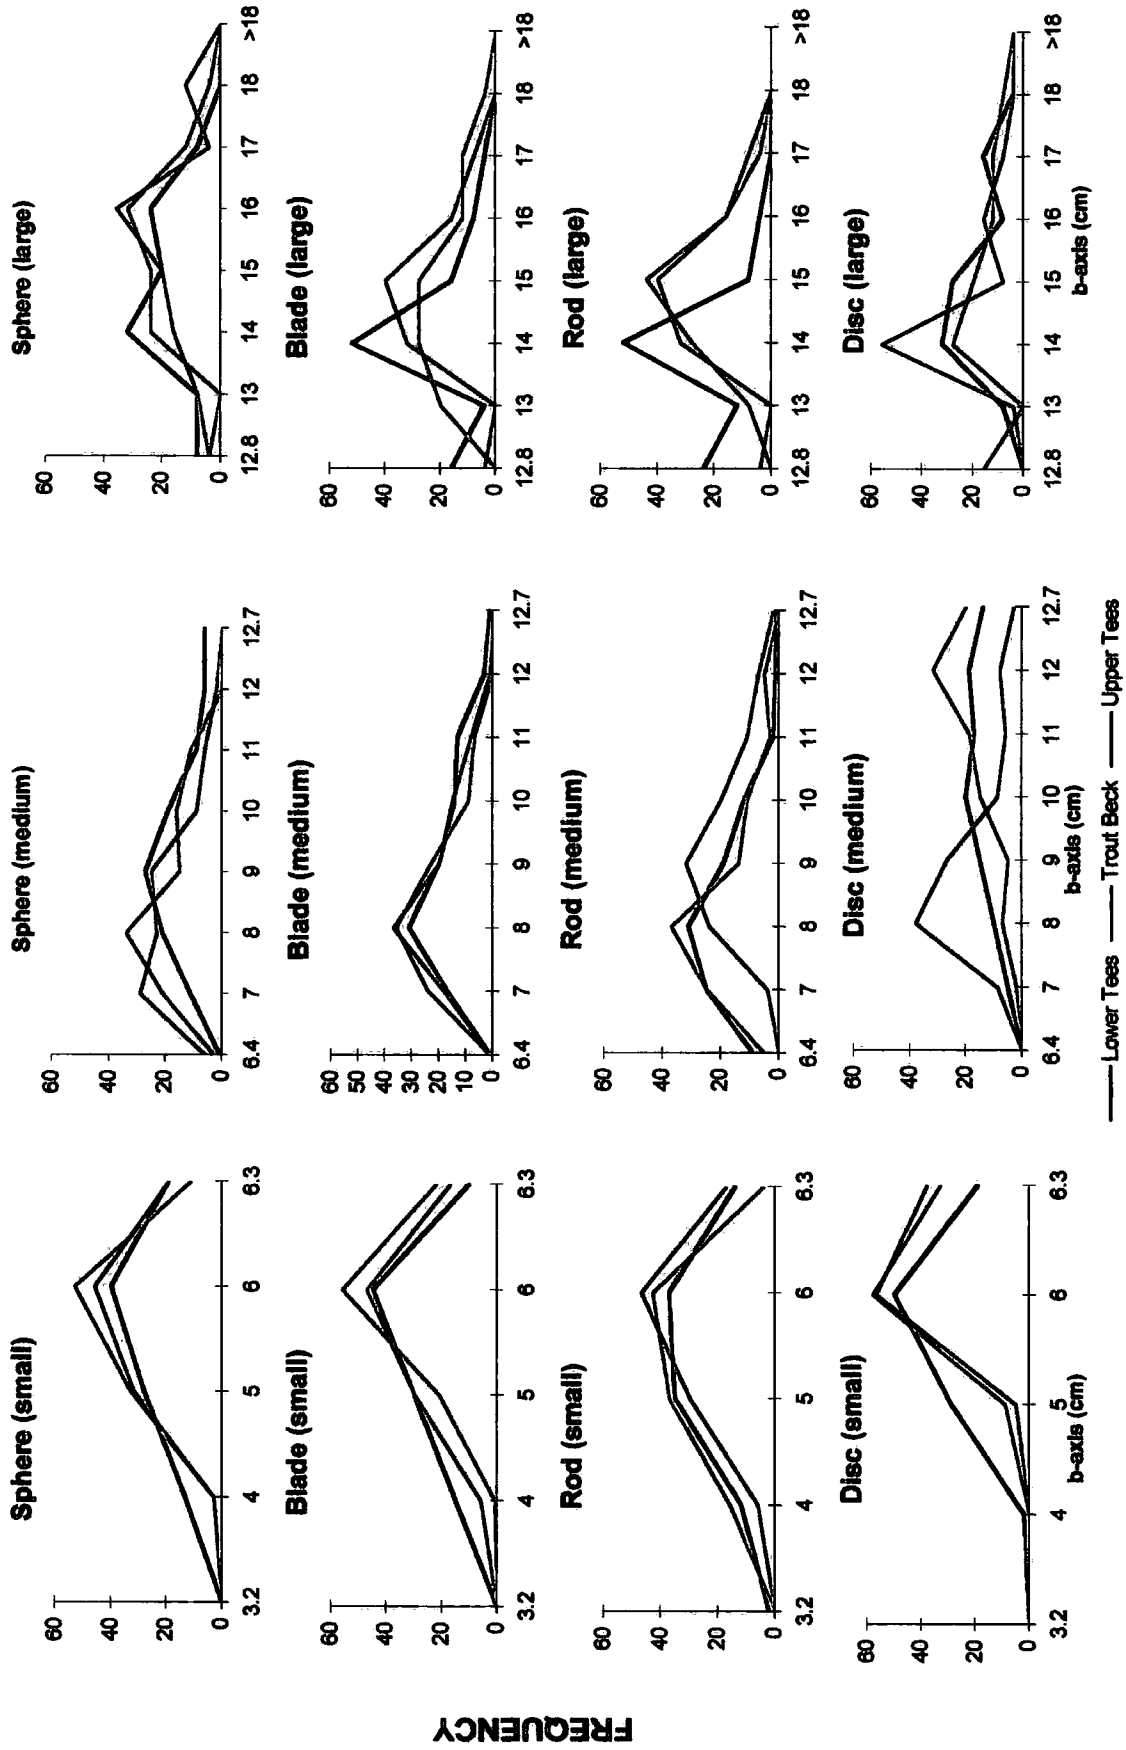 FREQUENCY
Sphere (small)
60
40
20
0
3.2 4 5 6 6.3
Sphere (medium)
60
40
20
0
6.4 7 8 9 10 11 12 12.7
Sphere (large)
60
40
20
0
12.8 13 14 15 16 17 18 >18
Blade (small)
60
40
20
0
3.2 4 5 6 6.3
Blade (medium)
60
50
40
30
20
10
0
6.4 7 8 9 10 11 12 12.7
Blade (large)
60
40
20
0
12.8 13 14 15 16 17 18 >18
Rod (small)
60
40
20
0
3.2 4 5 6 6.3
Rod (medium)
60
40
20
0
6.4 7 8 9 10 11 12 12.7
Rod (large)
60
40
20
0
12.8 13 14 15 16 17 18 >18
Disc (small)
60
40
20
0
3.2 4 5 6 6.3
b-axis (cm)
Disc (medium)
60
40
20
0
6.4 7 8 9 10 11 12 12.7
b-axis (cm)
Disc (large)
60
40
20
0
12.8 13 14 15 16 17 18 >18
b-axis (cm)
Lower Tees Trout Beck Upper Tees